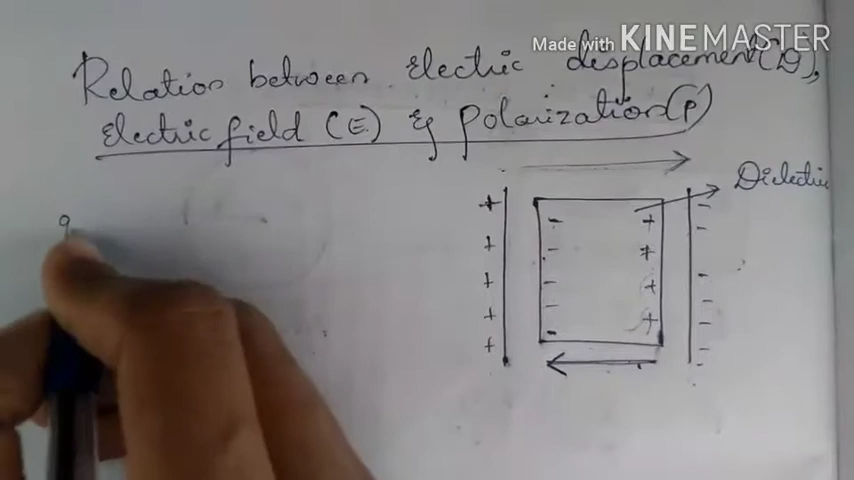 Made with KINEMASTER
Relation between electric displacement (D),
electric field (E) & polarization (P)
Dielectric
+ - + -
+ - + -
+ - + -
+ - + -
+ - -
q